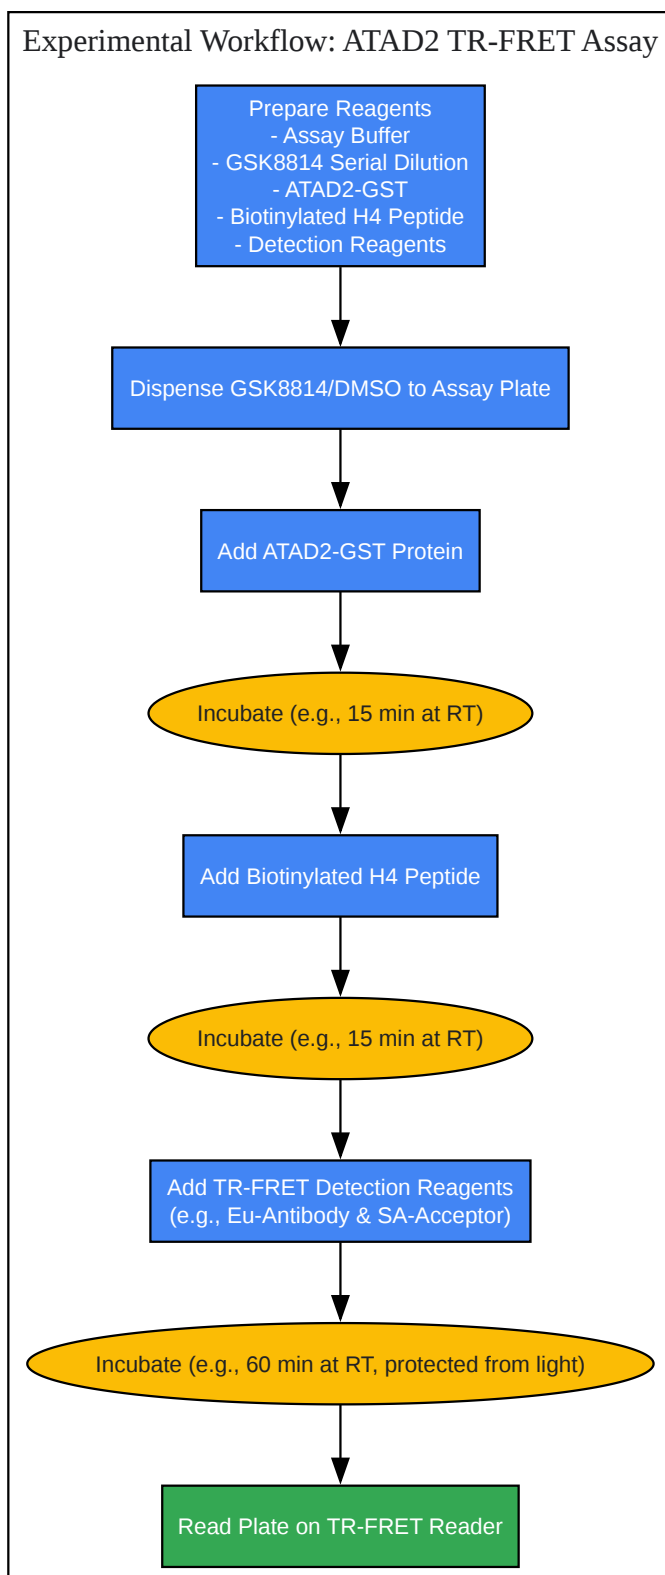 Experimental Workflow: ATAD2 TR-FRET Assay
Prepare Reagents
- Assay Buffer
- GSK8814 Serial Dilution
- ATAD2-GST
- Biotinylated H4 Peptide
- Detection Reagents
Dispense GSK8814/DMSO to Assay Plate
Add ATAD2-GST Protein
Incubate (e.g., 15 min at RT)
Add Biotinylated H4 Peptide
Incubate (e.g., 15 min at RT)
Add TR-FRET Detection Reagents
(e.g., Eu-Antibody & SA-Acceptor)
Incubate (e.g., 60 min at RT, protected from light)
Read Plate on TR-FRET Reader